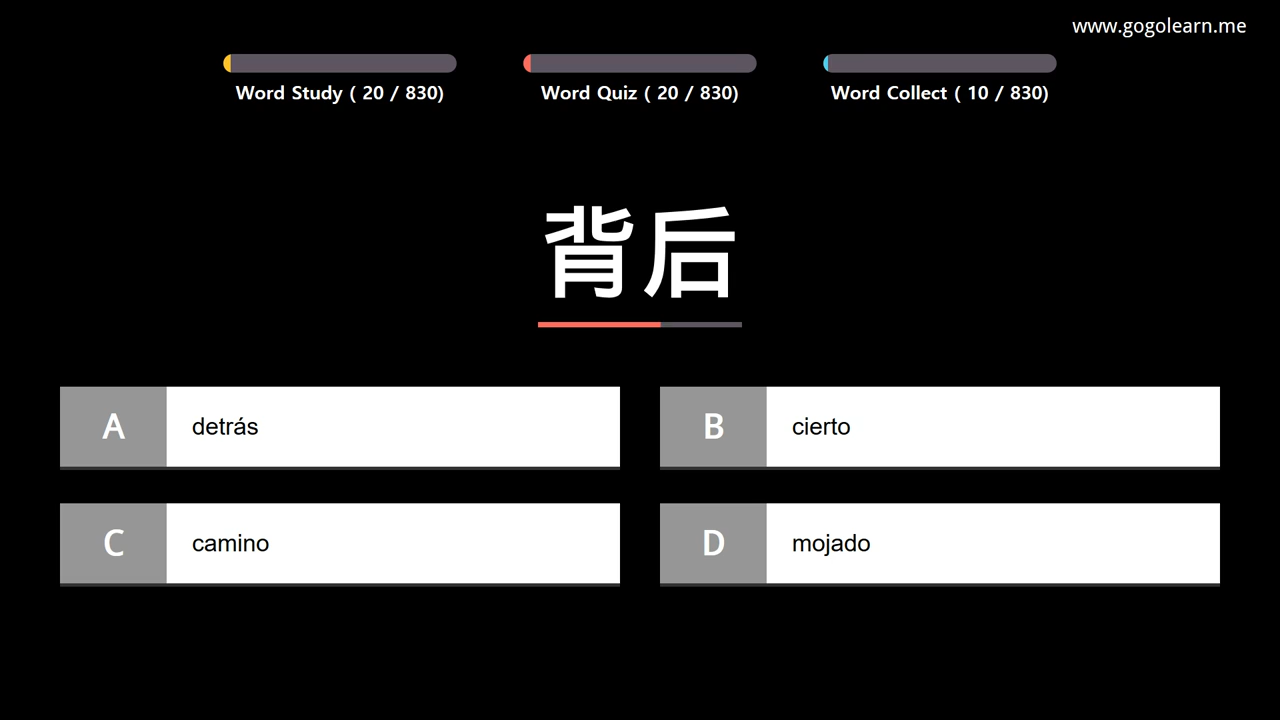 www.gogolearn.me
Word Study ( 20 / 830)
Word Quiz ( 20 / 830)
Word Collect ( 10 / 830)
背后
A detrás
B cierto
C camino
D mojado